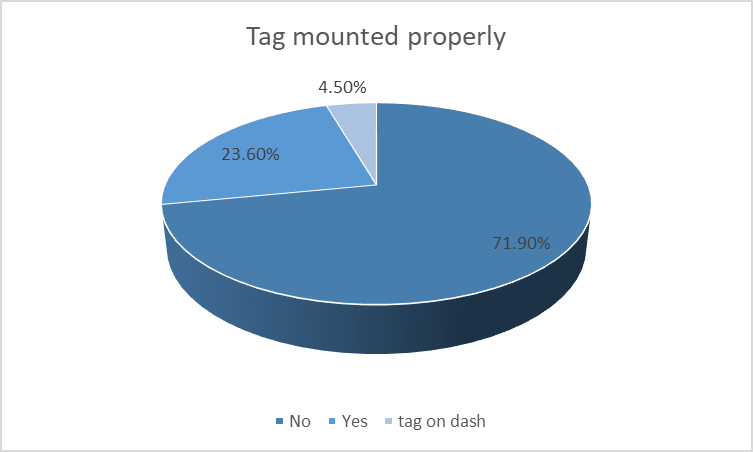 Tag mounted properly
4.50%
23.60%
71.90%
No Yes tag on dash